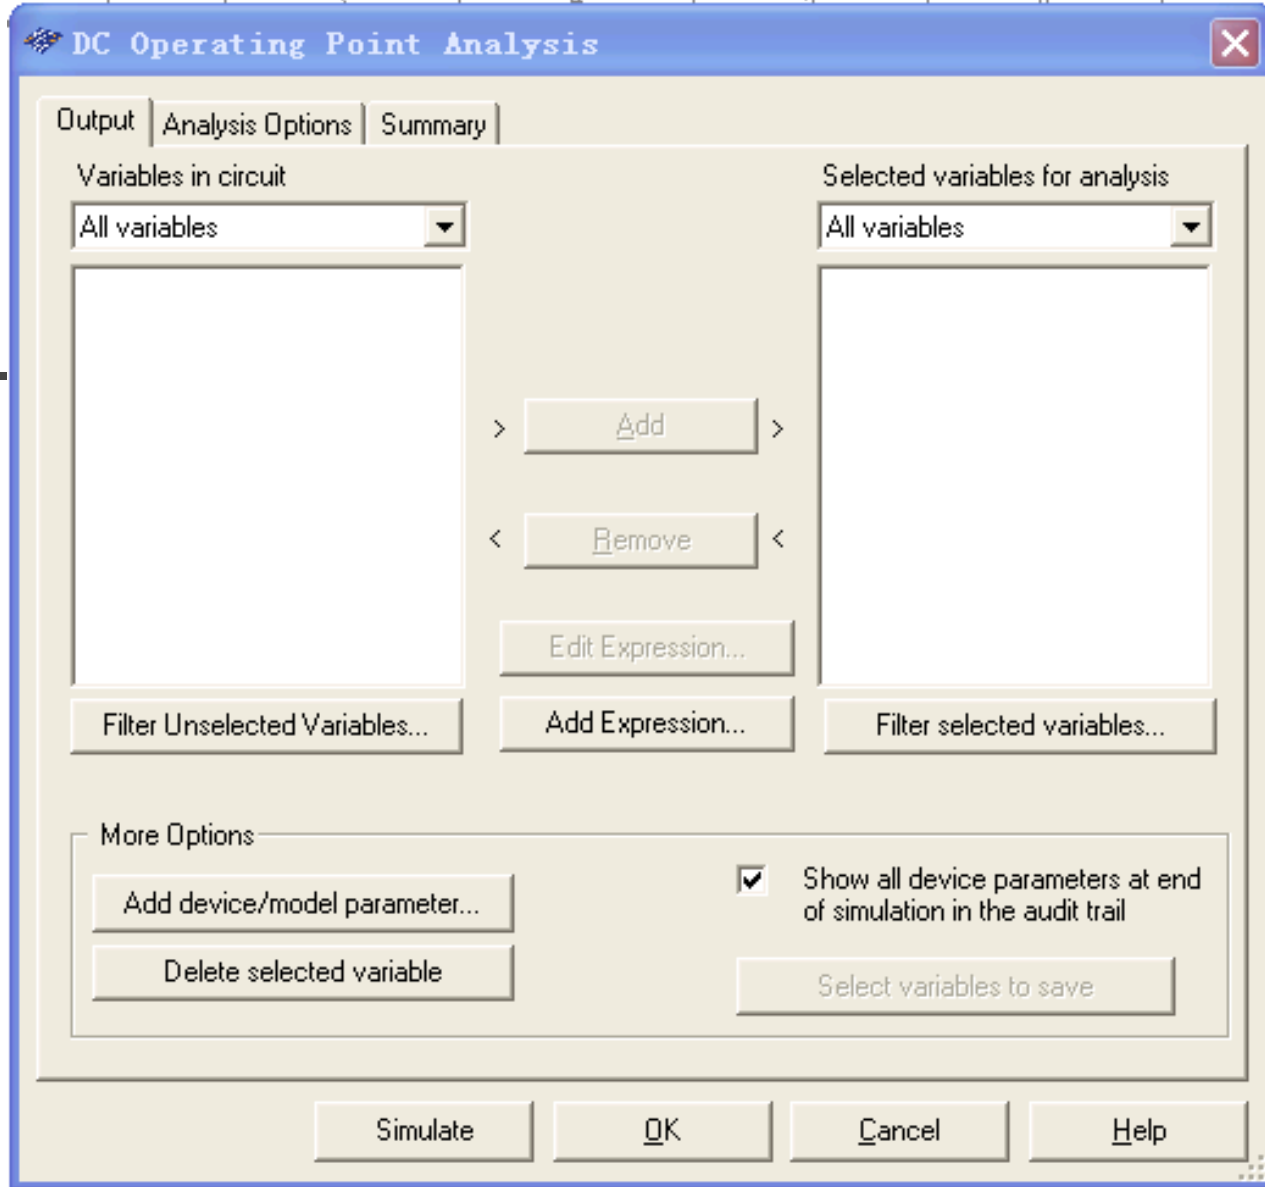 DC Operating Point Analysis
Output
Analysis Options
Summary
Variables in circuit
Selected variables for analysis
All variables
All variables
> Add >
< Remove <
Edit Expression...
Filter Unselected Variables...
Add Expression...
Filter selected variables...
More Options
Add device/model parameter...
Show all device parameters at end
of simulation in the audit trail
Delete selected variable
Select variables to save
Simulate
OK
Cancel
Help